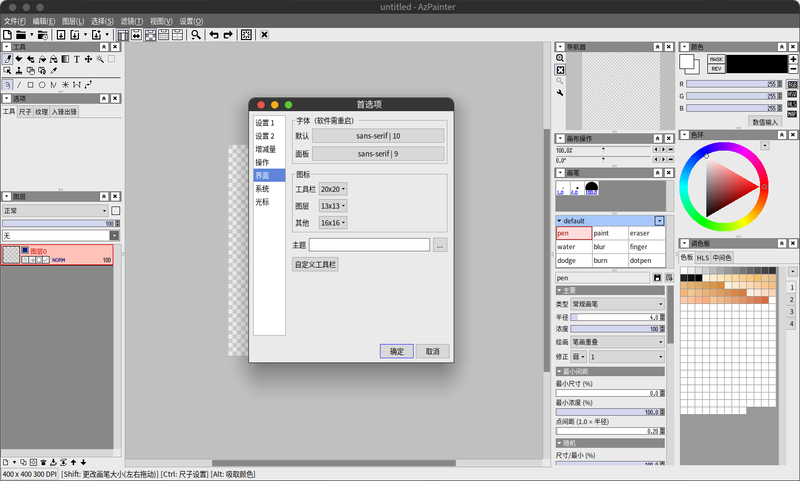 untitled - AzPainter
文件(F) 编辑(E) 图层(L) 选择(S) 滤镜(T) 视图(V) 设置(O)
工具
选项
工具 尺子 纹理 入锋出锋
图层
正常
100
无
图层0
NORM 100
首选项
设置 1
设置 2
增减量
操作
界面
系统
光标
字体（软件需重启）
默认 sans-serif | 10
面板 sans-serif | 9
图标
工具栏 20x20
图层 13x13
其他 16x16
主题 ...
自定义工具栏
确定 取消
导航器
画布操作
100.0%
0.0°
画笔
default
pen paint eraser
water blur finger
dodge burn dotpen
pen
主要
类型 常规画笔
半径 4.0
浓度 100
绘画 笔画重叠
修正 弱 1
最小间距
最小尺寸 (%)
0.0
最小浓度 (%)
100.0
点间距 (1.0 = 半径)
0.20
随机
尺寸/最小 (%)
100.0
颜色
MASK
REV
R 255
G 255
B 255
RGB
HSV
HLS
MAP
数值输入
色环
调色板
色板 HLS 中间色
1
2
3
4
400 x 400 300 DPI [Shift: 更改画笔大小(左右拖动)] [Ctrl: 尺子设置] [Alt: 吸取颜色]